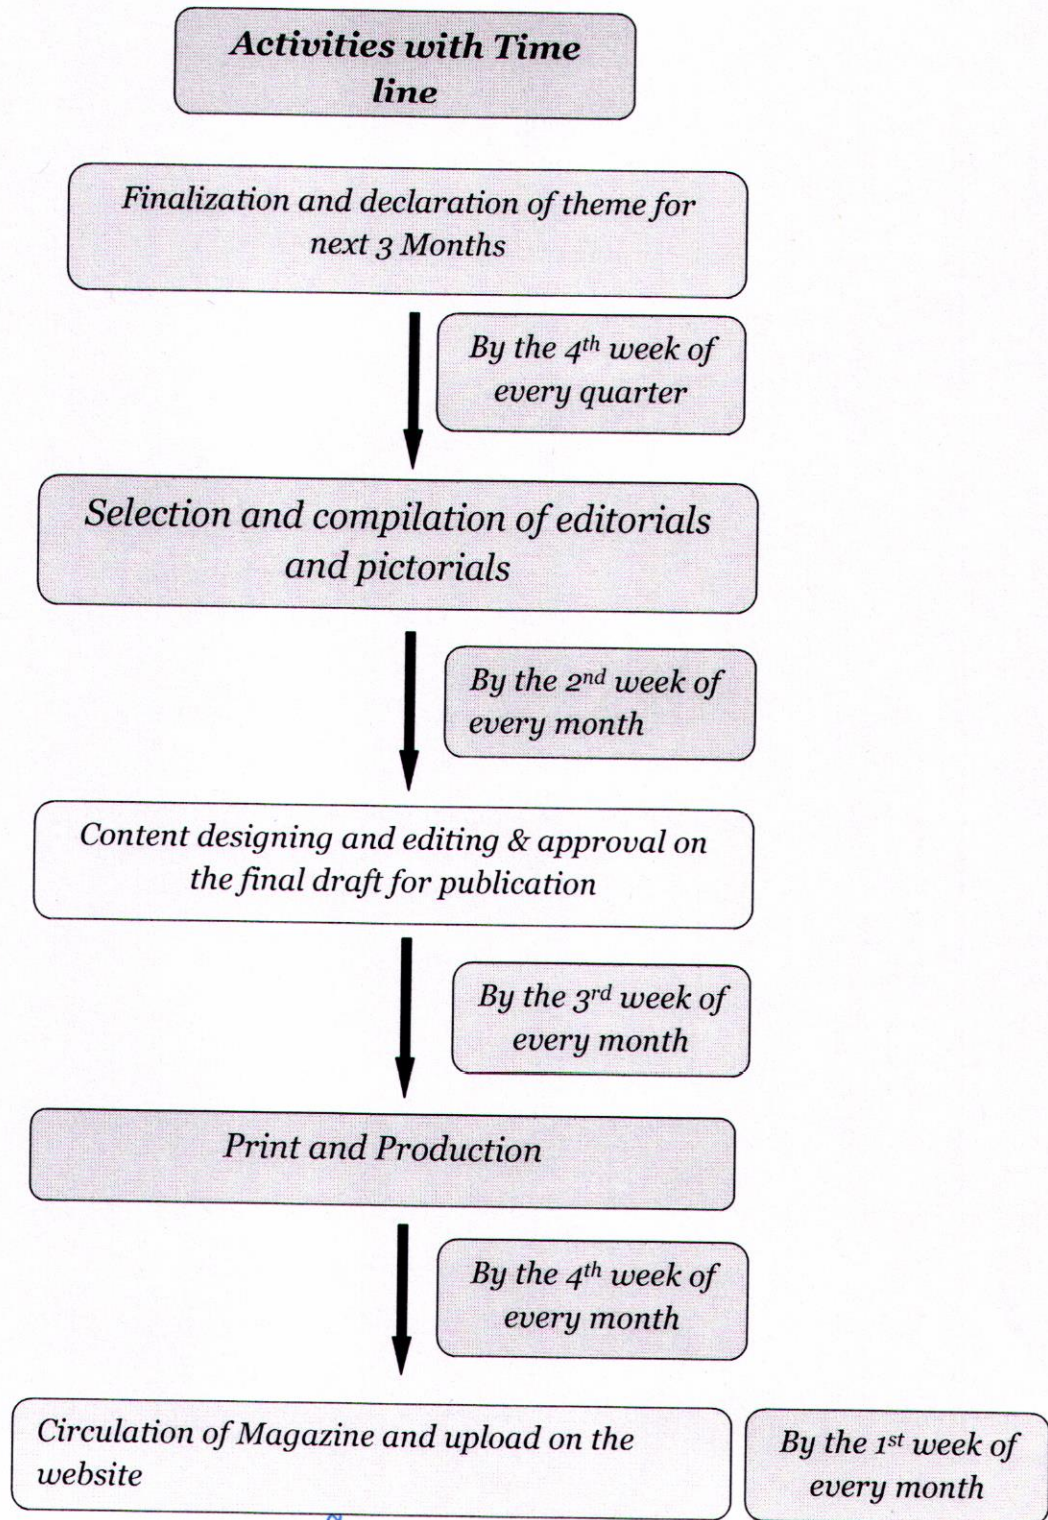 Activities with Time
line
Finalization and declaration of theme for
next 3 Months
By the 4th week of
every quarter
Selection and compilation of editorials
and pictorials
By the 2nd week of
every month
Content designing and editing & approval on
the final draft for publication
By the 3rd week of
every month
Print and Production
By the 4th week of
every month
Circulation of Magazine and upload on the
website
By the 1st week of
every month